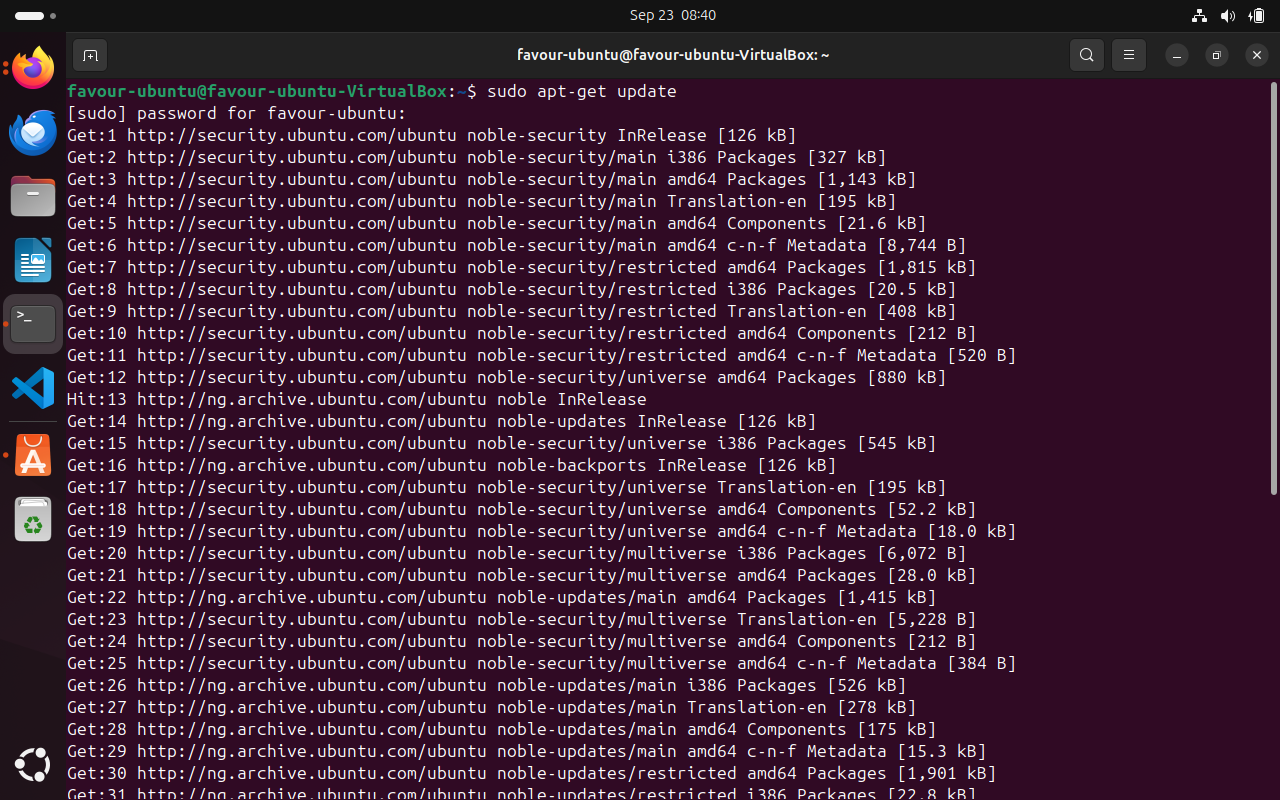 Sep 23 08:40
favour-ubuntu@favour-ubuntu-VirtualBox: ~
favour-ubuntu@favour-ubuntu-VirtualBox:~$ sudo apt-get update
[sudo] password for favour-ubuntu:
Get:1 http://security.ubuntu.com/ubuntu noble-security InRelease [126 kB]
Get:2 http://security.ubuntu.com/ubuntu noble-security/main i386 Packages [327 kB]
Get:3 http://security.ubuntu.com/ubuntu noble-security/main amd64 Packages [1,143 kB]
Get:4 http://security.ubuntu.com/ubuntu noble-security/main Translation-en [195 kB]
Get:5 http://security.ubuntu.com/ubuntu noble-security/main amd64 Components [21.6 kB]
Get:6 http://security.ubuntu.com/ubuntu noble-security/main amd64 c-n-f Metadata [8,744 B]
Get:7 http://security.ubuntu.com/ubuntu noble-security/restricted amd64 Packages [1,815 kB]
Get:8 http://security.ubuntu.com/ubuntu noble-security/restricted i386 Packages [20.5 kB]
Get:9 http://security.ubuntu.com/ubuntu noble-security/restricted Translation-en [408 kB]
Get:10 http://security.ubuntu.com/ubuntu noble-security/restricted amd64 Components [212 B]
Get:11 http://security.ubuntu.com/ubuntu noble-security/restricted amd64 c-n-f Metadata [520 B]
Get:12 http://security.ubuntu.com/ubuntu noble-security/universe amd64 Packages [880 kB]
Hit:13 http://ng.archive.ubuntu.com/ubuntu noble InRelease
Get:14 http://ng.archive.ubuntu.com/ubuntu noble-updates InRelease [126 kB]
Get:15 http://security.ubuntu.com/ubuntu noble-security/universe i386 Packages [545 kB]
Get:16 http://ng.archive.ubuntu.com/ubuntu noble-backports InRelease [126 kB]
Get:17 http://security.ubuntu.com/ubuntu noble-security/universe Translation-en [195 kB]
Get:18 http://security.ubuntu.com/ubuntu noble-security/universe amd64 Components [52.2 kB]
Get:19 http://security.ubuntu.com/ubuntu noble-security/universe amd64 c-n-f Metadata [18.0 kB]
Get:20 http://security.ubuntu.com/ubuntu noble-security/multiverse i386 Packages [6,072 B]
Get:21 http://security.ubuntu.com/ubuntu noble-security/multiverse amd64 Packages [28.0 kB]
Get:22 http://ng.archive.ubuntu.com/ubuntu noble-updates/main amd64 Packages [1,415 kB]
Get:23 http://security.ubuntu.com/ubuntu noble-security/multiverse Translation-en [5,228 B]
Get:24 http://security.ubuntu.com/ubuntu noble-security/multiverse amd64 Components [212 B]
Get:25 http://security.ubuntu.com/ubuntu noble-security/multiverse amd64 c-n-f Metadata [384 B]
Get:26 http://ng.archive.ubuntu.com/ubuntu noble-updates/main i386 Packages [526 kB]
Get:27 http://ng.archive.ubuntu.com/ubuntu noble-updates/main Translation-en [278 kB]
Get:28 http://ng.archive.ubuntu.com/ubuntu noble-updates/main amd64 Components [175 kB]
Get:29 http://ng.archive.ubuntu.com/ubuntu noble-updates/main amd64 c-n-f Metadata [15.3 kB]
Get:30 http://ng.archive.ubuntu.com/ubuntu noble-updates/restricted amd64 Packages [1,901 kB]
Get:31 http://ng.archive.ubuntu.com/ubuntu noble-updates/restricted i386 Packages [22.8 kB]